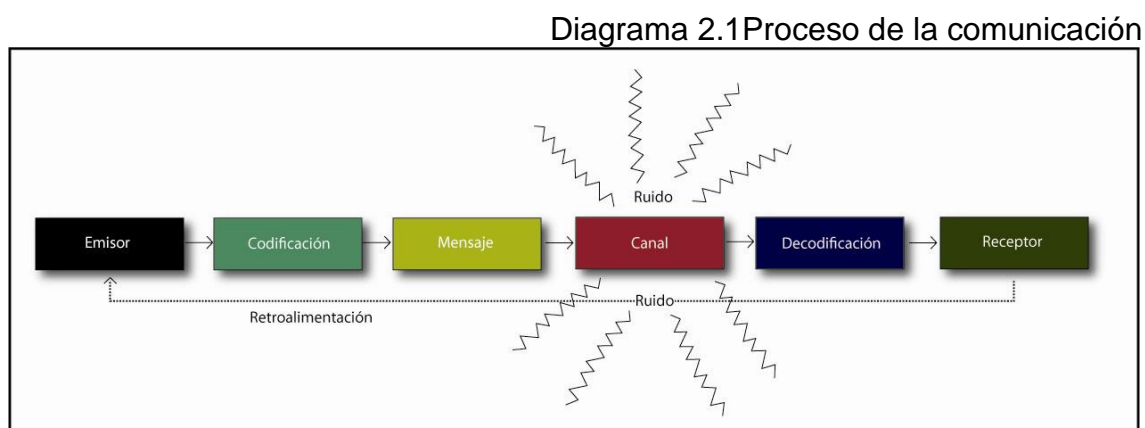 Diagrama 2.1Proceso de la comunicación
Ruido
Emisor
Codificación
Mensaje
Canal
Decodificación
Receptor
Ruido
Retroalimentación